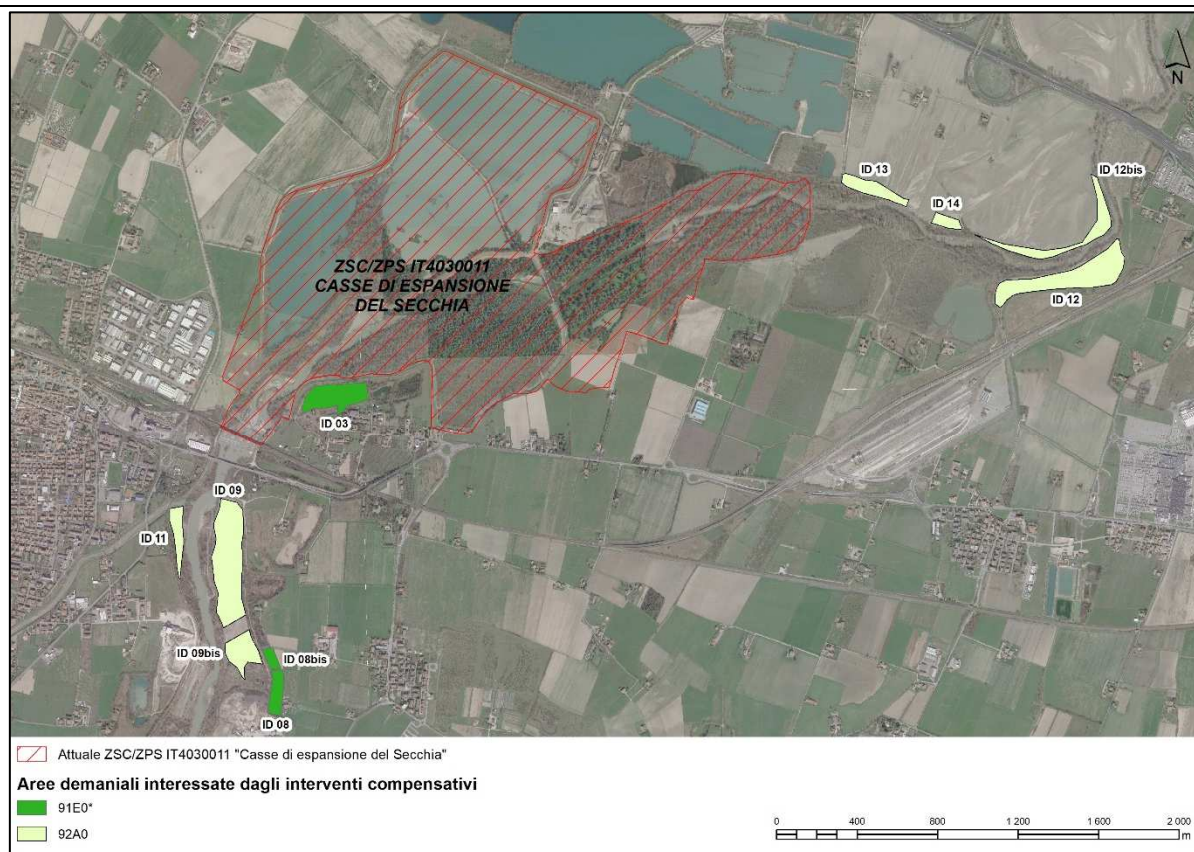 N
ID 13
ID 12bis
ID 14
ZSC/ZPS IT4030011
CASSE DI ESPANSIONE
DEL SECCHIA
ID 12
ID 03
ID 09
ID 11
ID 09bis
ID 08bis
ID 08
Attuale ZSC/ZPS IT4030011 "Casse di espansione del Secchia"
Aree demaniali interessate dagli interventi compensativi
91E0*
92A0
0 400 800 1 200 1 600 2 000
m